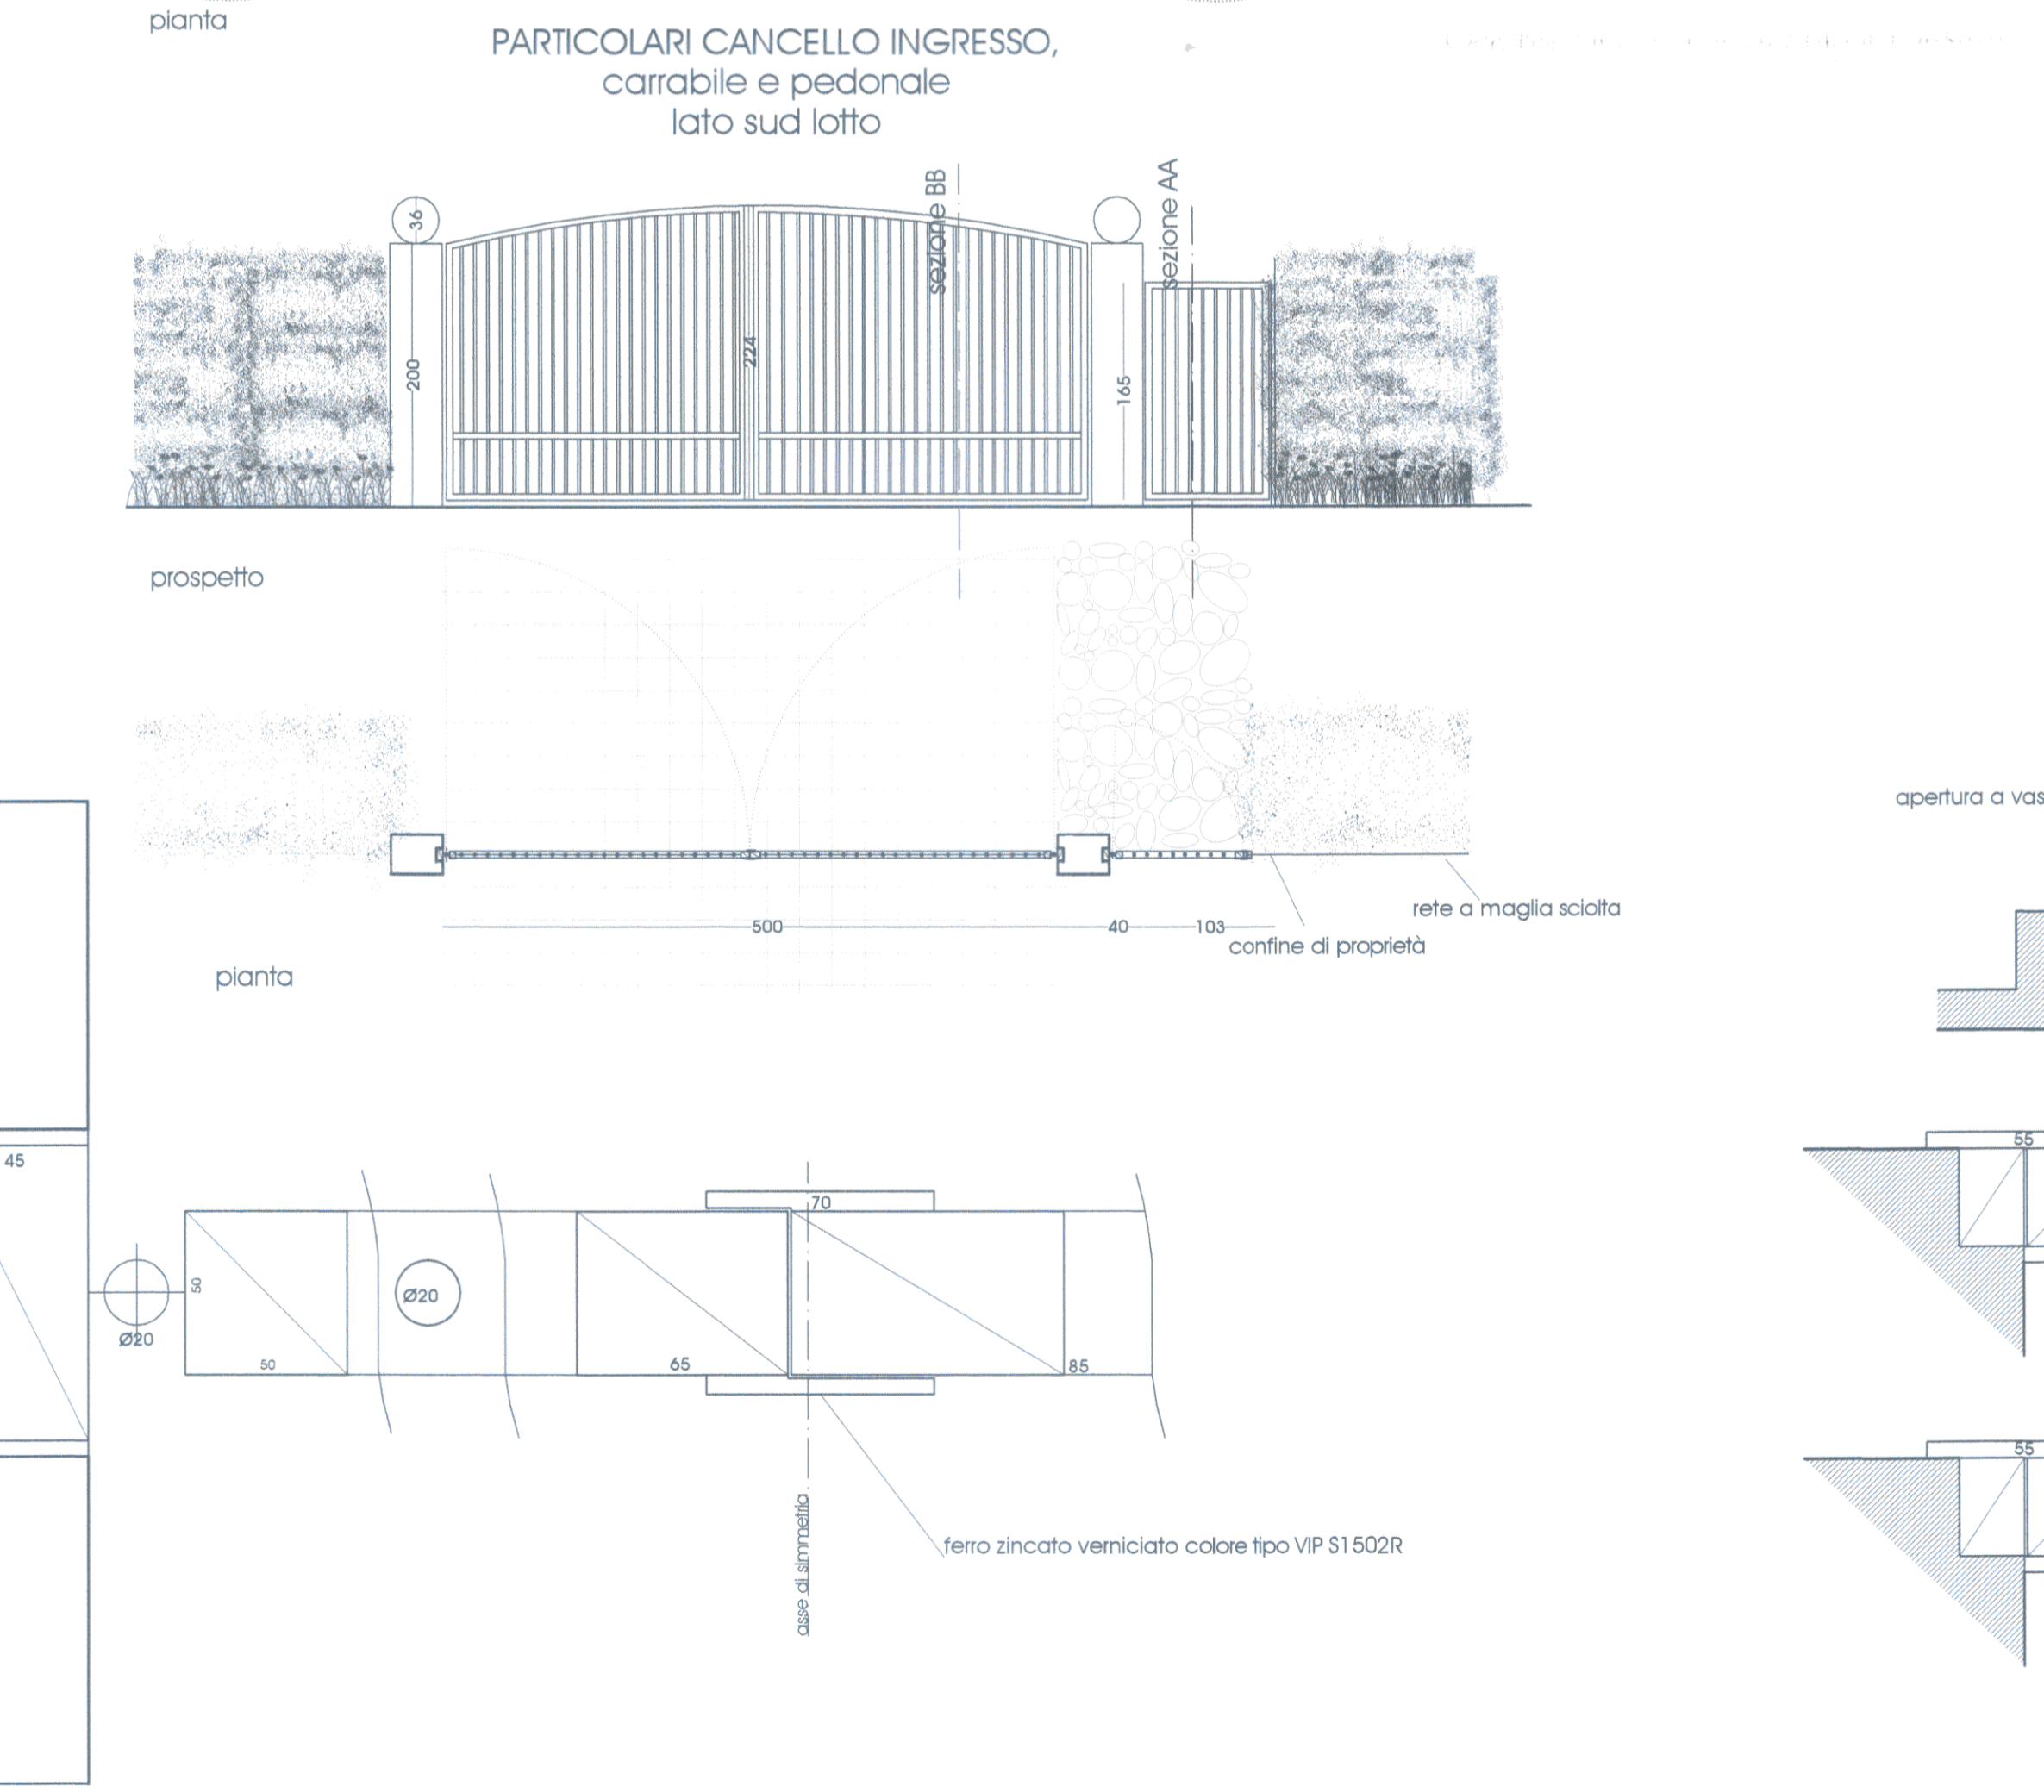 pianta
PARTICOLARI CANCELLO INGRESSO,
carrabile e pedonale
lato sud lotto
sezione BB
sezione AA
36
200
224
165
prospetto
apertura a vas
rete a maglia sciolta
500
40
103
confine di proprietà
pianta
45
55
70
50
Ø20
Ø20
50
65
85
55
asse di simmetria
ferro zincato verniciato colore tipo VIP S1502R